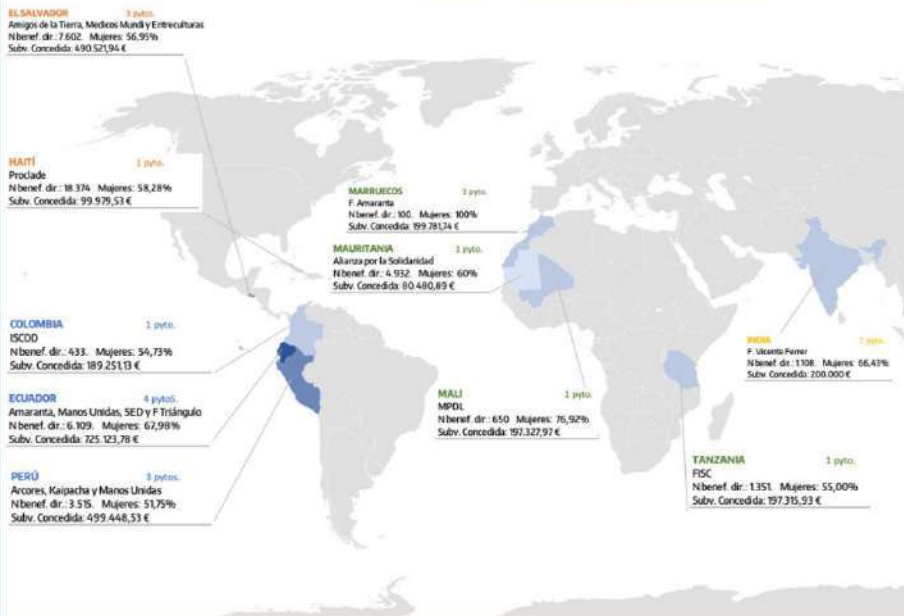 EL SALVADOR 3 pytos.
Amigos de la Tierra, Medicos Mundi y Entreculturas
N benef. dir.: 7.602 Mujeres: 56,95%
Subv. Concedida: 490.521,94 €
HAITÍ 1 pyto.
Proclade
N benef. dir.: 18.374 Mujeres: 58,28%
Subv. Concedida: 99.979,53 €
MARRUECOS 1 pyto.
F. Amaranta
N benef. dir.: 100. Mujeres: 100%
Subv. Concedida: 199.781,74 €
MAURITANIA 1 pyto.
Alianza por la Solidaridad
N benef. dir.: 4.932 Mujeres: 60%
Subv. Concedida: 80.480,89 €
COLOMBIA 1 pyto.
ISCOD
N benef. dir.: 433. Mujeres: 54,73%
Subv. Concedida: 189.251,13 €
INDIA 1 pyto.
F. Vicente Ferrer
N benef. dir.: 1.108. Mujeres: 66,43%
Subv. Concedida: 200.000 €
ECUADOR 4 pytos.
Amaranta, Manos Unidas, SED y F Triángulo
N benef. dir.: 6.109. Mujeres: 67,98%
Subv. Concedida: 725.123,78 €
MALI 1 pyto.
MPDL
N benef. dir.: 650 Mujeres: 76,92%
Subv. Concedida: 197.327,97 €
PERÚ 3 pytos.
Arcores, Kaipacha y Manos Unidas
N benef. dir.: 3.515. Mujeres: 51,75%
Subv. Concedida: 499.448,53 €
TANZANIA 1 pyto.
FISC
N benef. dir.: 1.351. Mujeres: 55,00%
Subv. Concedida: 197.315,93 €